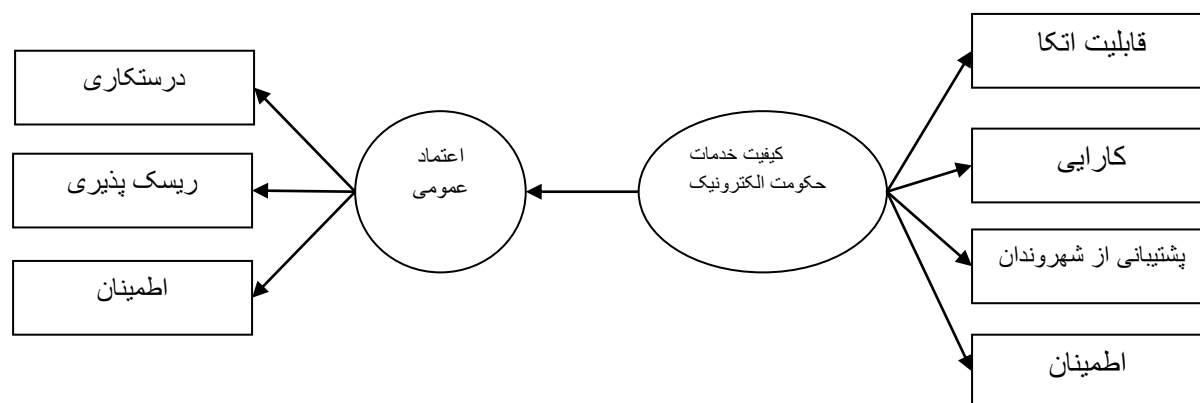 قابلیت اتکا
کارایی
پشتیبانی از شهروندان
اطمینان
کیفیت خدمات
حکومت الکترونیک
اعتماد
عمومی
درستکاری
ریسک پذیری
اطمینان